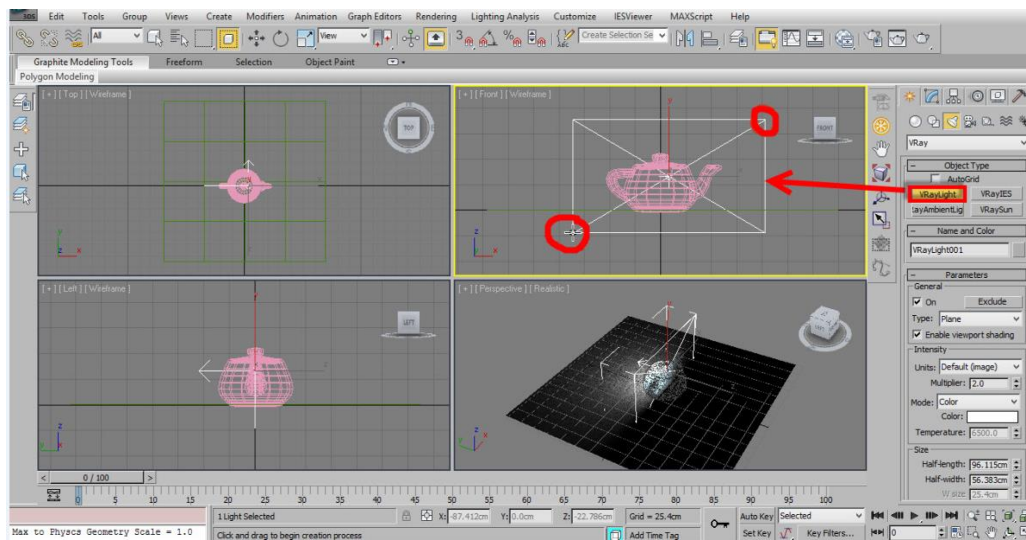 3DS Edit Tools Group Views Create Modifiers Animation Graph Editors Rendering Lighting Analysis Customize IESViewer MAXScript Help
All View 3 Create Selection Se
Graphite Modeling Tools Freeform Selection Object Paint
Polygon Modeling
[ + ] [ Top ] [ Wireframe ]
TOP
[ + ] [ Front ] [ Wireframe ]
FRONT
[ + ] [ Left ] [ Wireframe ]
LEFT
[ + ] [ Perspective ] [ Realistic ]
VRay
- Object Type
AutoGrid
VRayLight VRayIES
ayAmbientLig VRaySun
- Name and Color
VRayLight001
- Parameters
General
On Exclude
Type: Plane
Enable viewport shading
Intensity
Units: Default (image)
Multiplier: 2.0
Mode: Color
Color:
Temperature: 6500.0
Size
Half-length: 96.115cm
Half-width: 56.383cm
W size 25.4cm
< 0 / 100 >
0 5 10 15 20 25 30 35 40 45 50 55 60 65 70 75 80 85 90 95 100
1 Light Selected X: -87.412cm Y: 0.0cm Z: -22.786cm Grid = 25.4cm Auto Key Selected
Max to Physcs Geometry Scale = 1.0 Click and drag to begin creation process Add Time Tag Set Key Key Filters... 0